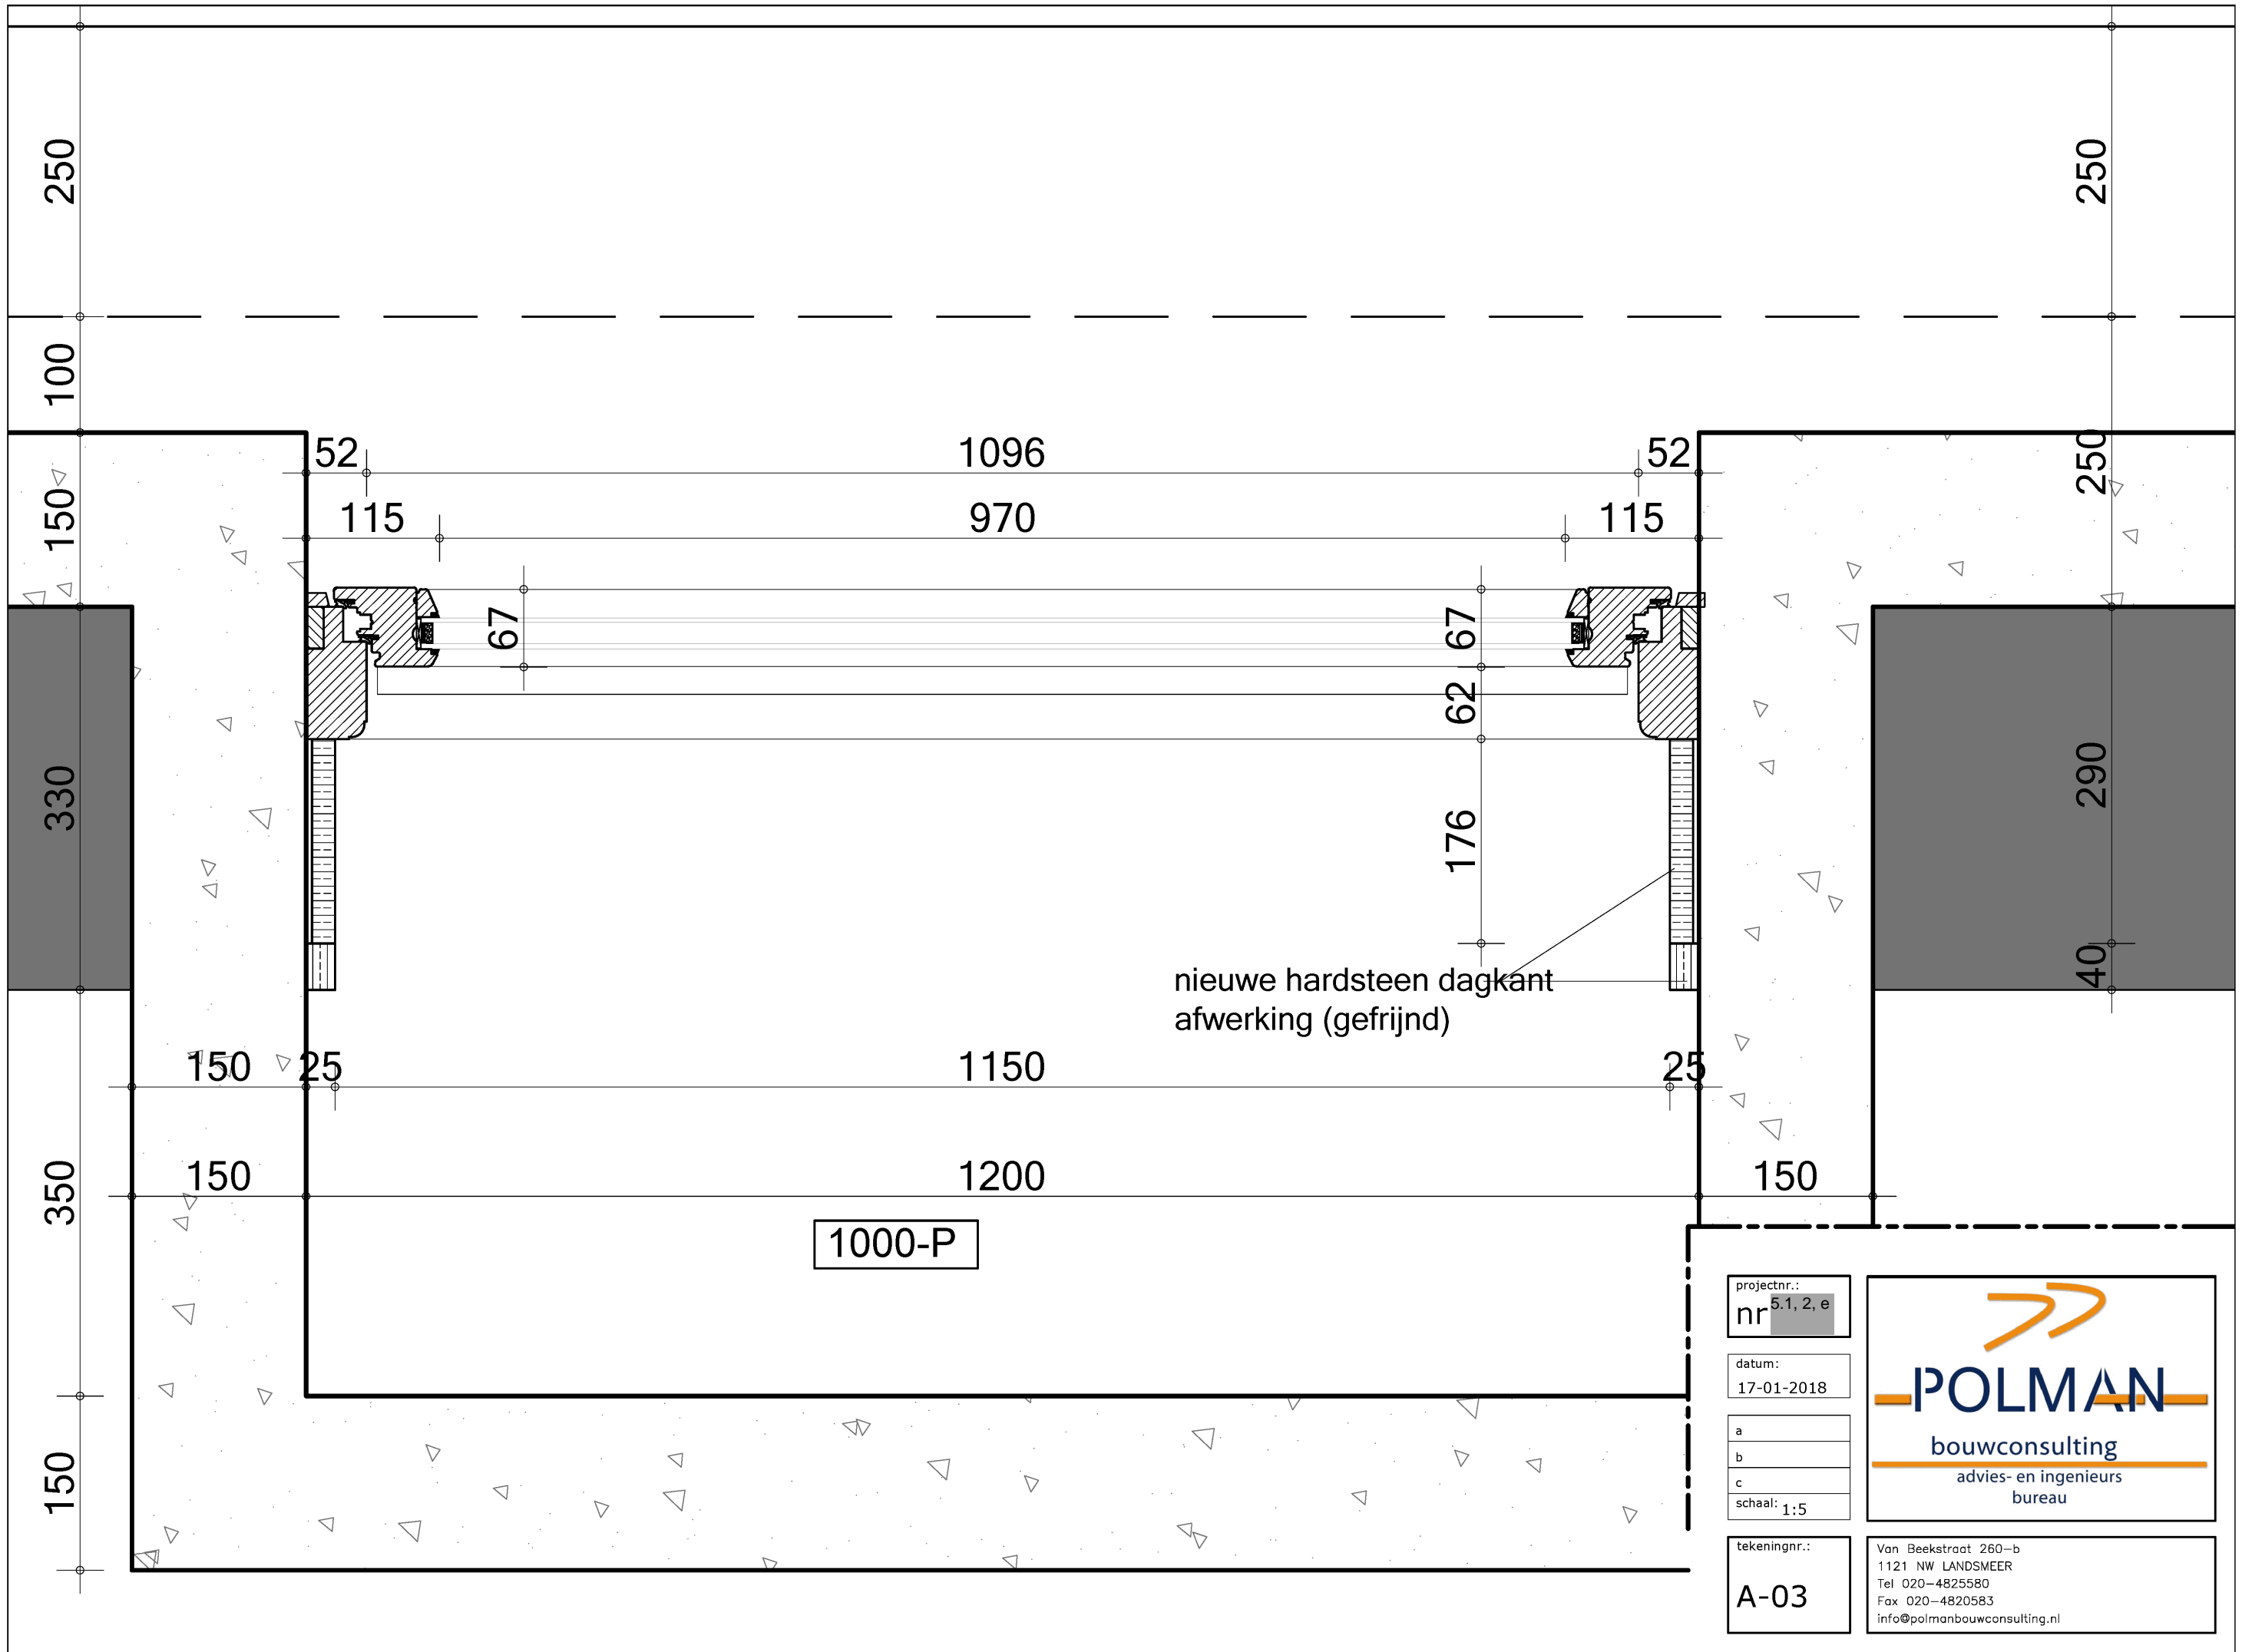 250
250
100
52
1096
52
250
150
115
970
115
67
67
62
330
290
176
40
nieuwe hardsteen dagkant
afwerking (gefrijnd)
150
25
1150
25
350
150
1200
150
1000-P
150
projectnr.:
nr 5.1, 2, e
datum:
17-01-2018
a
b
c
schaal: 1:5
tekeningnr.:
A-03
POLMAN
bouwconsulting
advies- en ingenieurs
bureau
Van Beekstraat 260-b
1121 NW LANDSMEER
Tel 020-4825580
Fax 020-4820583
info@polmanbouwconsulting.nl